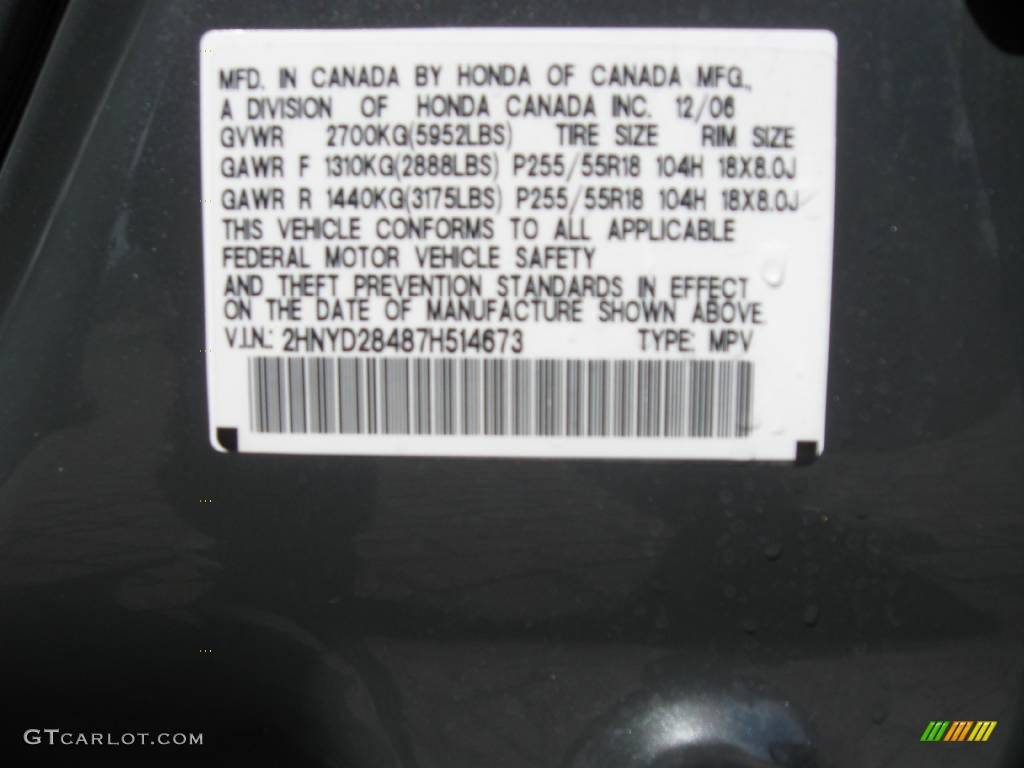 MFD. IN CANADA BY HONDA OF CANADA MFG.,
A DIVISION OF HONDA CANADA INC. 12/06
GVWR 2700KG(5952LBS) TIRE SIZE RIM SIZE
GAWR F 1310KG(2888LBS) P255/55R18 104H 18X8.0J
GAWR R 1440KG(3175LBS) P255/55R18 104H 18X8.0J
THIS VEHICLE CONFORMS TO ALL APPLICABLE
FEDERAL MOTOR VEHICLE SAFETY
AND THEFT PREVENTION STANDARDS IN EFFECT
ON THE DATE OF MANUFACTURE SHOWN ABOVE.
V.I.N.: 2HNYD28487H514673 TYPE: MPV
GTCARLOT.COM